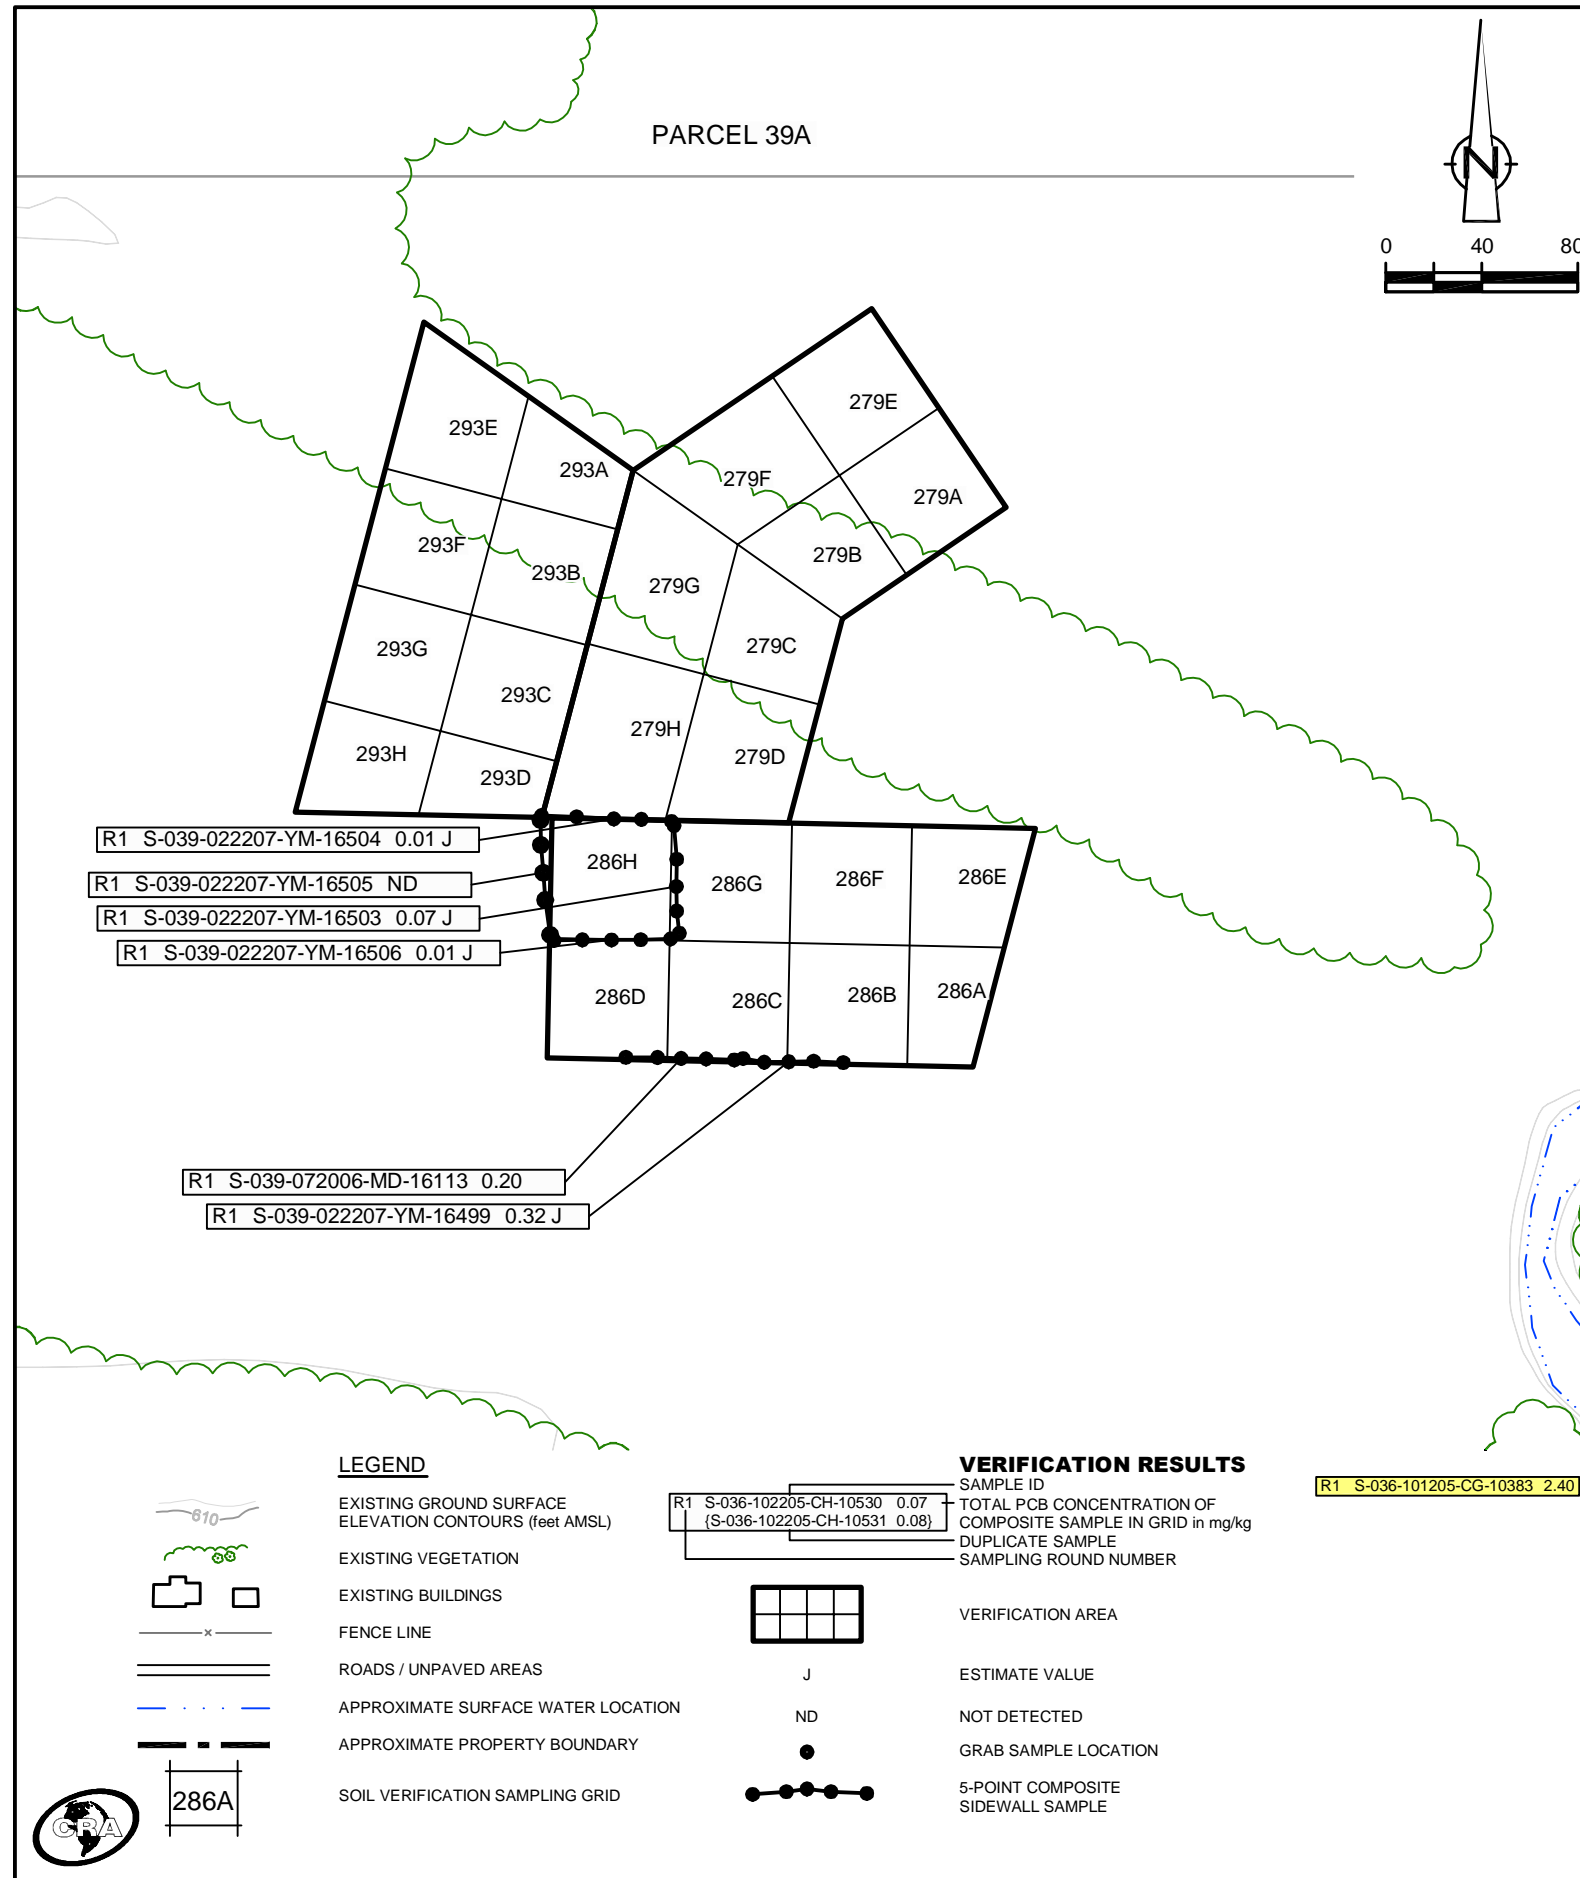 PARCEL 39A
N
0 40 80
279E
293E
293A
279F
279A
293F
279B
293B
279G
293G
279C
293C
279H
293H
279D
293D
R1 S-039-022207-YM-16504 0.01 J
R1 S-039-022207-YM-16505 ND
R1 S-039-022207-YM-16503 0.07 J
R1 S-039-022207-YM-16506 0.01 J
286H
286G
286F
286E
286D
286C
286B
286A
R1 S-039-072006-MD-16113 0.20
R1 S-039-022207-YM-16499 0.32 J
LEGEND
610
EXISTING GROUND SURFACE
ELEVATION CONTOURS (feet AMSL)
EXISTING VEGETATION
EXISTING BUILDINGS
x
FENCE LINE
ROADS / UNPAVED AREAS
APPROXIMATE SURFACE WATER LOCATION
APPROXIMATE PROPERTY BOUNDARY
286A
SOIL VERIFICATION SAMPLING GRID
CRA
VERIFICATION RESULTS
R1 S-036-102205-CH-10530 0.07
{S-036-102205-CH-10531 0.08}
SAMPLE ID
TOTAL PCB CONCENTRATION OF
COMPOSITE SAMPLE IN GRID in mg/kg
DUPLICATE SAMPLE
SAMPLING ROUND NUMBER
VERIFICATION AREA
J ESTIMATE VALUE
ND NOT DETECTED
GRAB SAMPLE LOCATION
5-POINT COMPOSITE
SIDEWALL SAMPLE
R1 S-036-101205-CG-10383 2.40